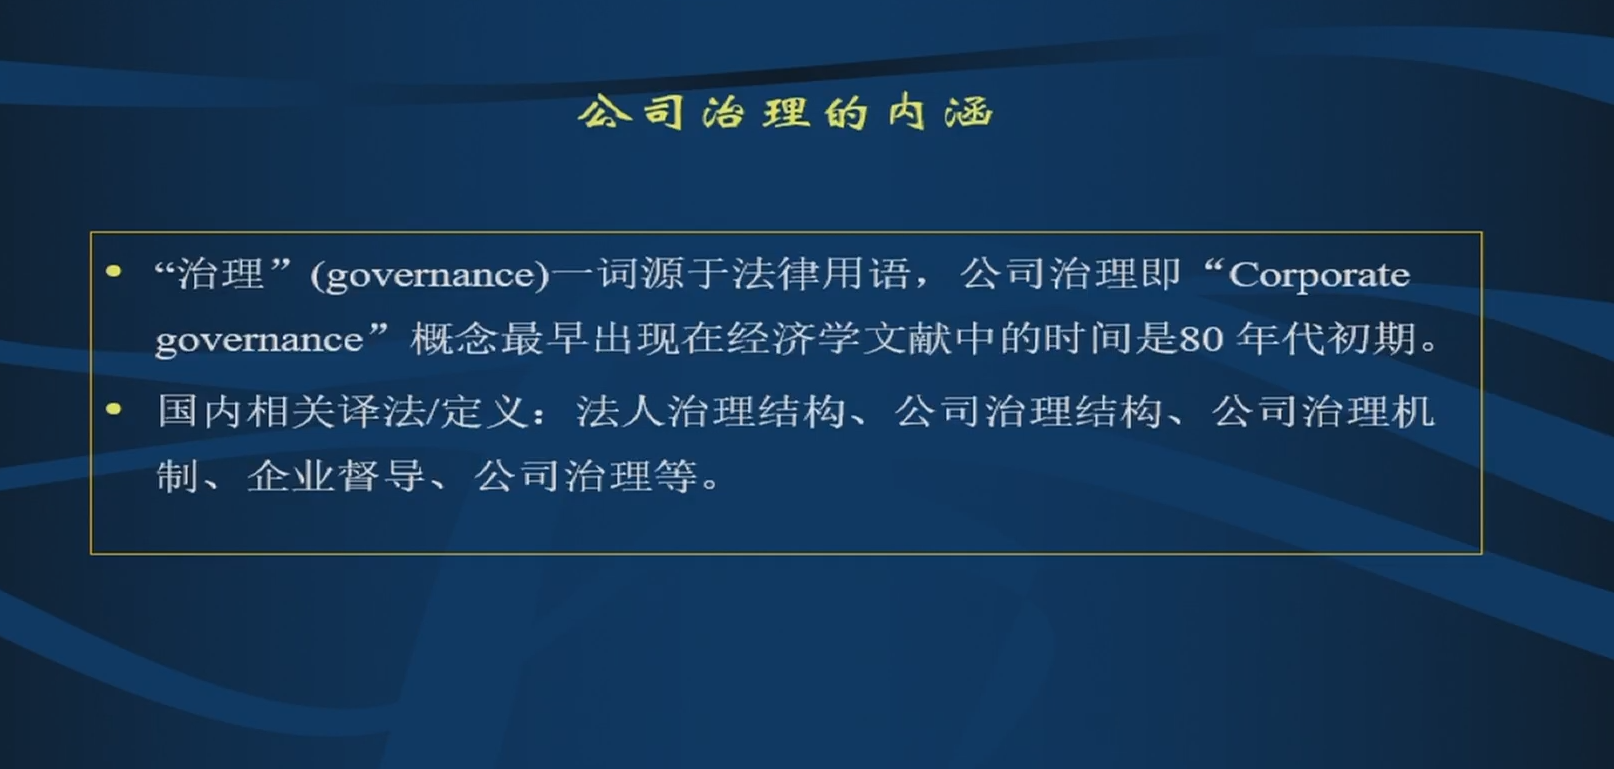 公司治理的内涵
• “治理”(governance)一词源于法律用语，公司治理即“Corporate
governance”概念最早出现在经济学文献中的时间是80 年代初期。
• 国内相关译法/定义：法人治理结构、公司治理结构、公司治理机
制、企业督导、公司治理等。